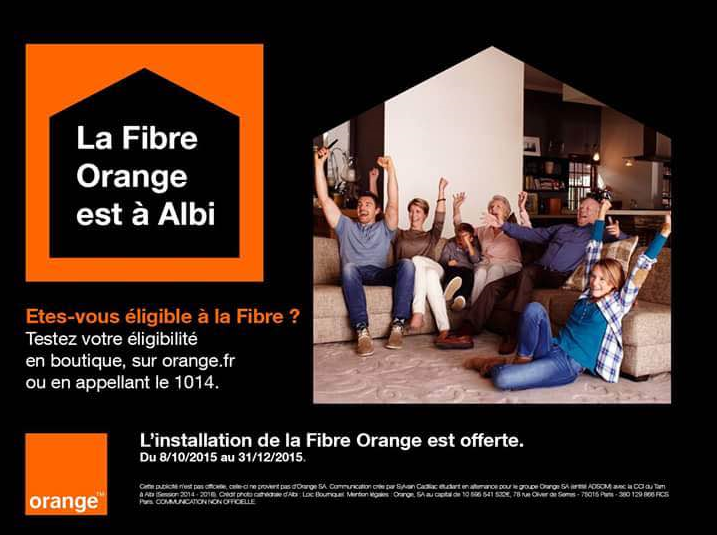 La Fibre
Orange
est à Albi
Etes-vous éligible à la Fibre ?
Testez votre éligibilité
en boutique, sur orange.fr
ou en appellant le 1014.
L'installation de la Fibre Orange est offerte.
Du 8/10/2015 au 31/12/2015.
orange™
Cette publicité n'est pas officielle, celle-ci ne provient pas d'Orange SA. Communication crée par Sylvain Cadillac étudiant en alternance pour le groupe Orange SA (entité ADSOM) avec la CCI du Tarn
à Albi (Session 2014 - 2016). Crédit photo cathédrale d'Albi : Loic Bourniquel. Mention légales : Orange, SA au capital de 10 595 541 532€, 78 rue Olivier de Serres - 75015 Paris - 380 129 866 RCS
Paris. COMMUNICATION NON OFFICIELLE.